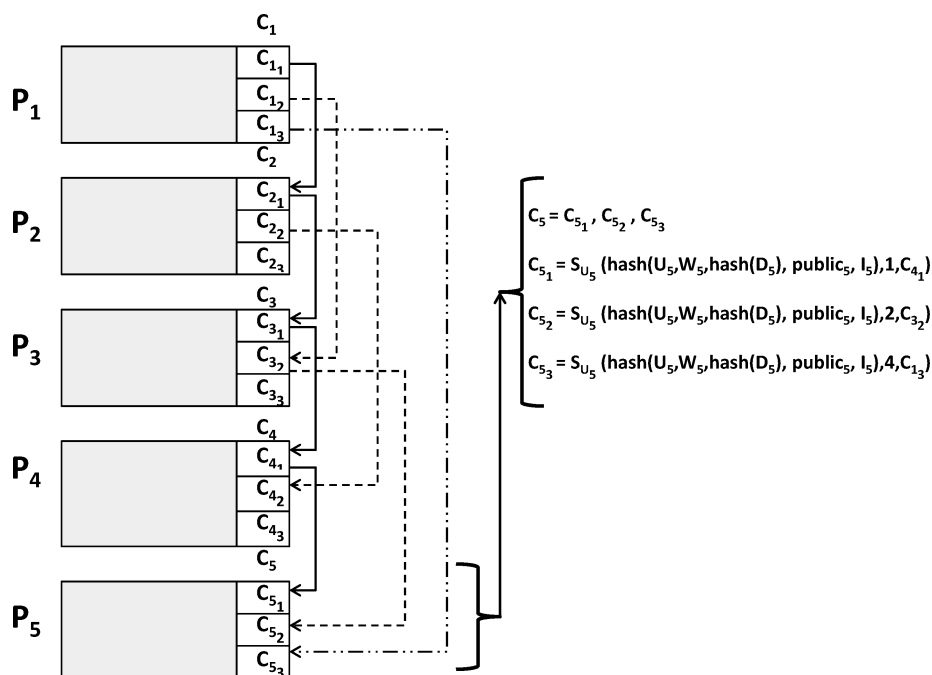 C₁
P₁
C₁₁
C₁₂
C₁₃
C₂
P₂
C₂₁
C₂₂
C₂₃
C₃
P₃
C₃₁
C₃₂
C₃₃
C₄
P₄
C₄₁
C₄₂
C₄₃
C₅
P₅
C₅₁
C₅₂
C₅₃
C₅ = C₅₁ , C₅₂ , C₅₃
C₅₁ = S_U₅ (hash(U₅,W₅,hash(D₅), public₅, I₅),1,C₄₁)
C₅₂ = S_U₅ (hash(U₅,W₅,hash(D₅), public₅, I₅),2,C₃₂)
C₅₃ = S_U₅ (hash(U₅,W₅,hash(D₅), public₅, I₅),4,C₁₃)